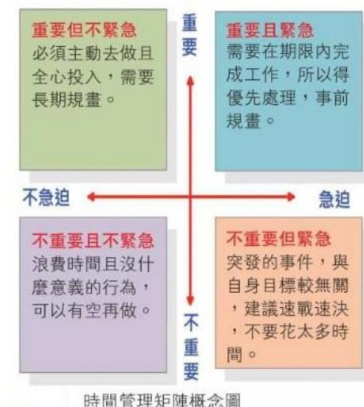 重要但不緊急
必須主動去做且
全心投入，需要
長期規畫。
重要
重要且緊急
需要在期限內完
成工作，所以得
優先處理，事前
規畫。
不急迫
急迫
不重要且不緊急
浪費時間且沒什
麼意義的行為，
可以有空再做。
不重要
不重要但緊急
突發的事件，與
自身目標較無關
，建議速戰速決
，不要花太多時
間。
時間管理矩陣概念圖